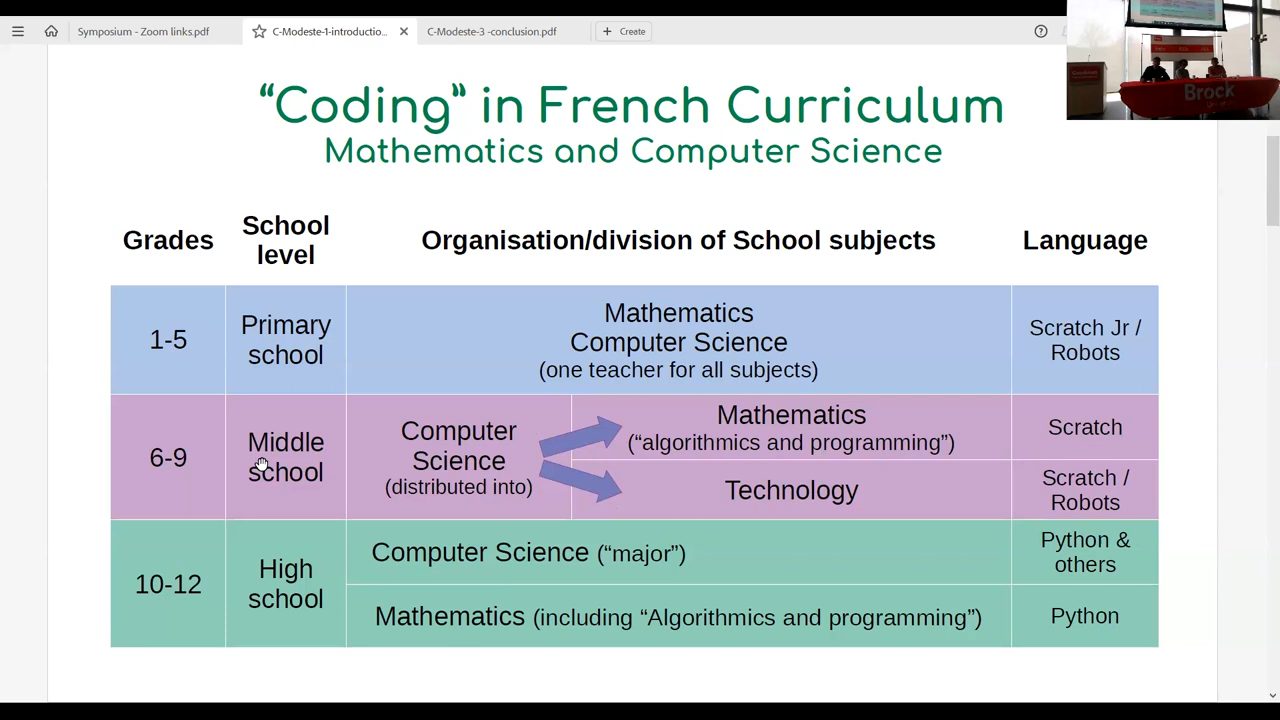 Symposium - Zoom links.pdf
C-Modeste-1-introductio...
C-Modeste-3-conclusion.pdf
+ Create
“Coding” in French Curriculum
Mathematics and Computer Science
Grades
School
level
Organisation/division of School subjects
Language
1-5
Primary
school
Mathematics
Computer Science
(one teacher for all subjects)
Scratch Jr /
Robots
6-9
Middle
school
Computer
Science
(distributed into)
Mathematics
(“algorithmics and programming”)
Scratch
Technology
Scratch /
Robots
10-12
High
school
Computer Science (“major”)
Python &
others
Mathematics (including “Algorithmics and programming”)
Python
Brock